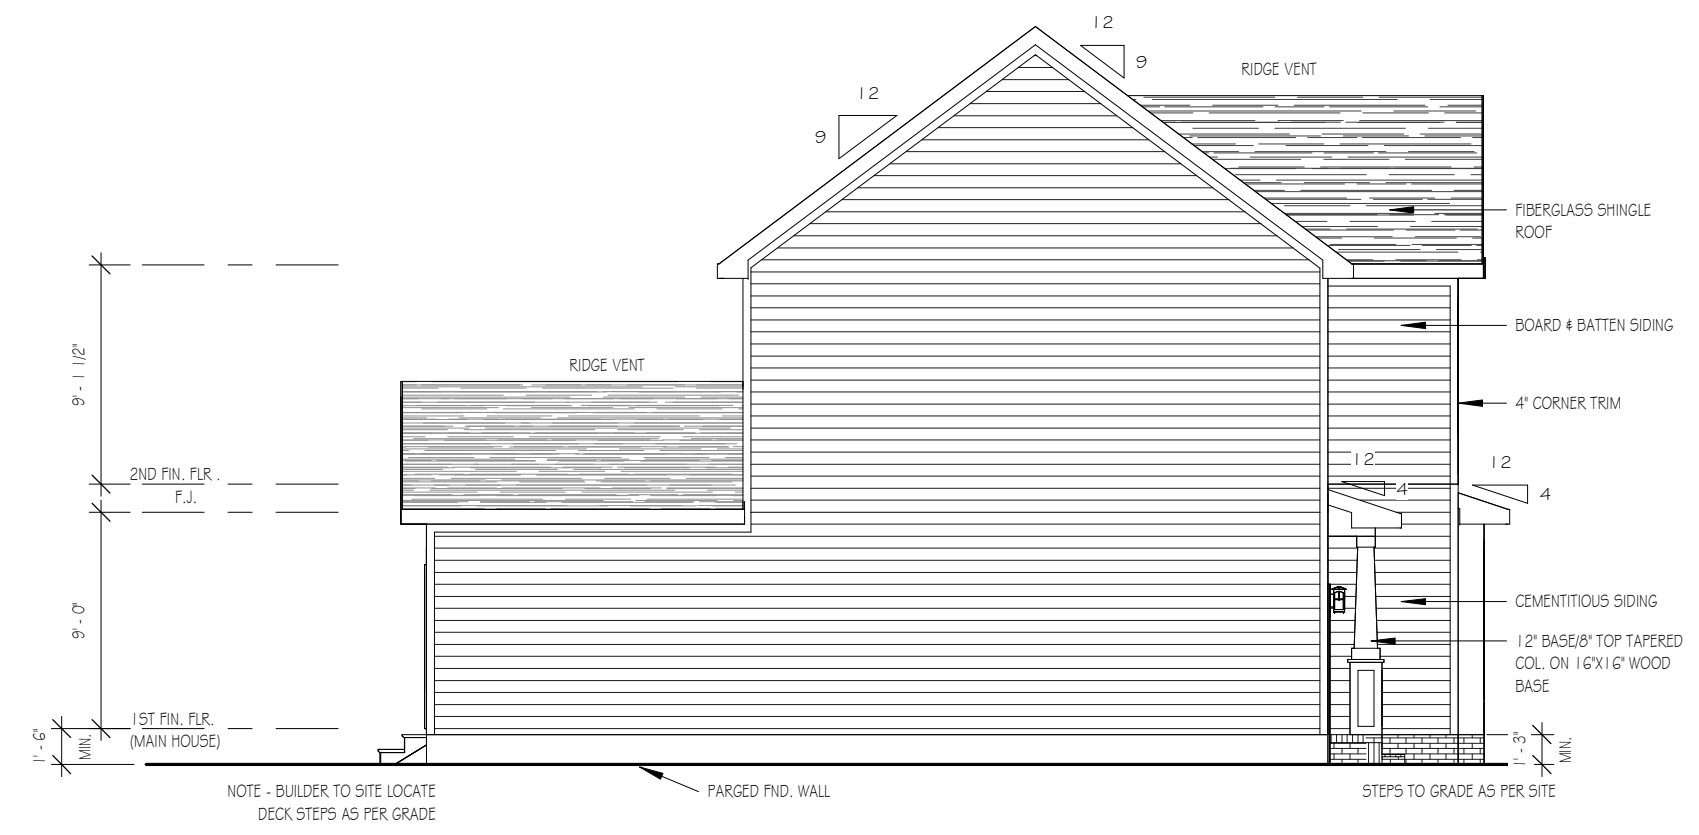 12
9
RIDGE VENT
12
9
FIBERGLASS SHINGLE
ROOF
BOARD & BATTEN SIDING
RIDGE VENT
9' - 1 1/2"
4" CORNER TRIM
2ND FIN. FLR .
F.J.
12
4
12
4
9' - 0"
CEMENTITIOUS SIDING
12" BASE/8" TOP TAPERED
COL. ON 16"X16" WOOD
BASE
1ST FIN. FLR.
(MAIN HOUSE)
1' - 6"
MIN.
1' - 3"
MIN.
NOTE - BUILDER TO SITE LOCATE
DECK STEPS AS PER GRADE
PARGED FND. WALL
STEPS TO GRADE AS PER SITE